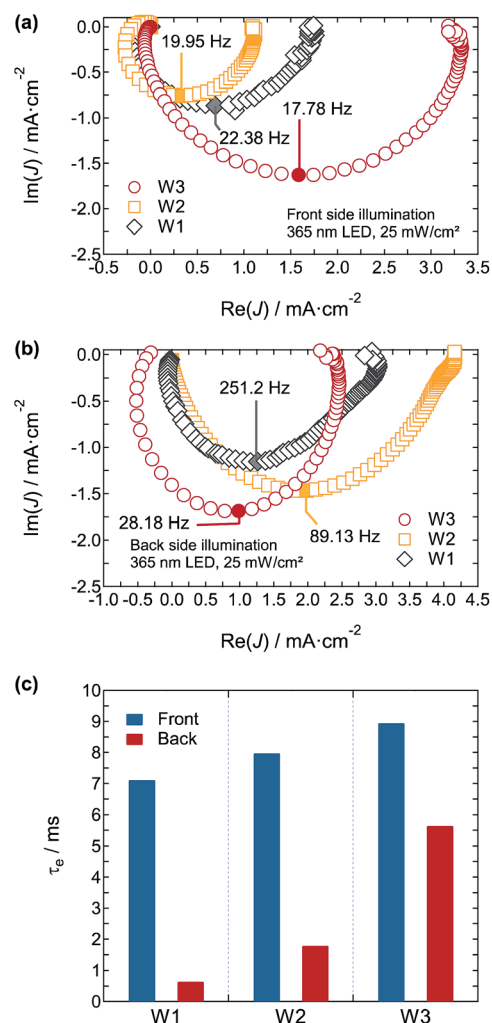 (a)
0.0
-0.5
-1.0
-1.5
-2.0
-2.5
Im(J) / mA·cm⁻²
19.95 Hz
22.38 Hz
17.78 Hz
W3
W2
W1
Front side illumination
365 nm LED, 25 mW/cm²
-0.5 0.0 0.5 1.0 1.5 2.0 2.5 3.0 3.5
Re(J) / mA·cm⁻²
(b)
0.0
-0.5
-1.0
-1.5
-2.0
-2.5
Im(J) / mA·cm⁻²
251.2 Hz
28.18 Hz
89.13 Hz
Back side illumination
365 nm LED, 25 mW/cm²
W3
W2
W1
-1.0 -0.5 0.0 0.5 1.0 1.5 2.0 2.5 3.0 3.5 4.0 4.5
Re(J) / mA·cm⁻²
(c)
10
9
8
7
6
5
4
3
2
1
0
τe / ms
Front
Back
W1 W2 W3